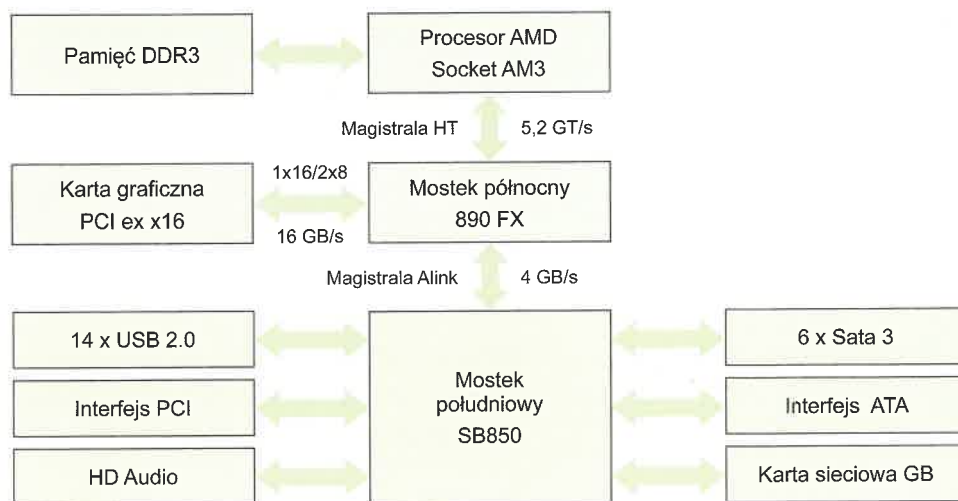 Pamięć DDR3
Procesor AMD
Socket AM3
Magistrala HT
5,2 GT/s
Karta graficzna
PCI ex x16
1x16/2x8
16 GB/s
Mostek północny
890 FX
Magistrala Alink
4 GB/s
14 x USB 2.0
Interfejs PCI
HD Audio
Mostek
południowy
SB850
6 x Sata 3
Interfejs ATA
Karta sieciowa GB